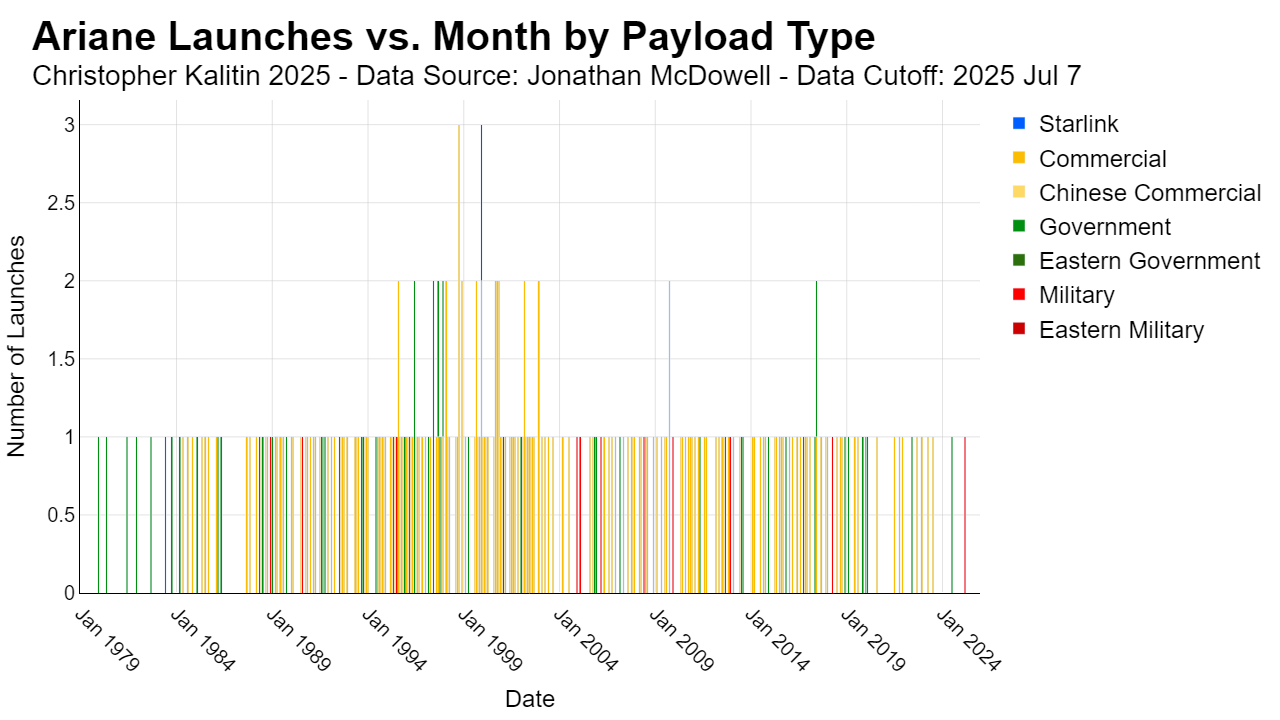 Ariane Launches vs. Month by Payload Type
Christopher Kalitin 2025 - Data Source: Jonathan McDowell - Data Cutoff: 2025 Jul 7
Number of Launches
3
2.5
2
1.5
1
0.5
0
Jan 1979
Jan 1984
Jan 1989
Jan 1994
Jan 1999
Jan 2004
Jan 2009
Jan 2014
Jan 2019
Jan 2024
Date
Starlink
Commercial
Chinese Commercial
Government
Eastern Government
Military
Eastern Military